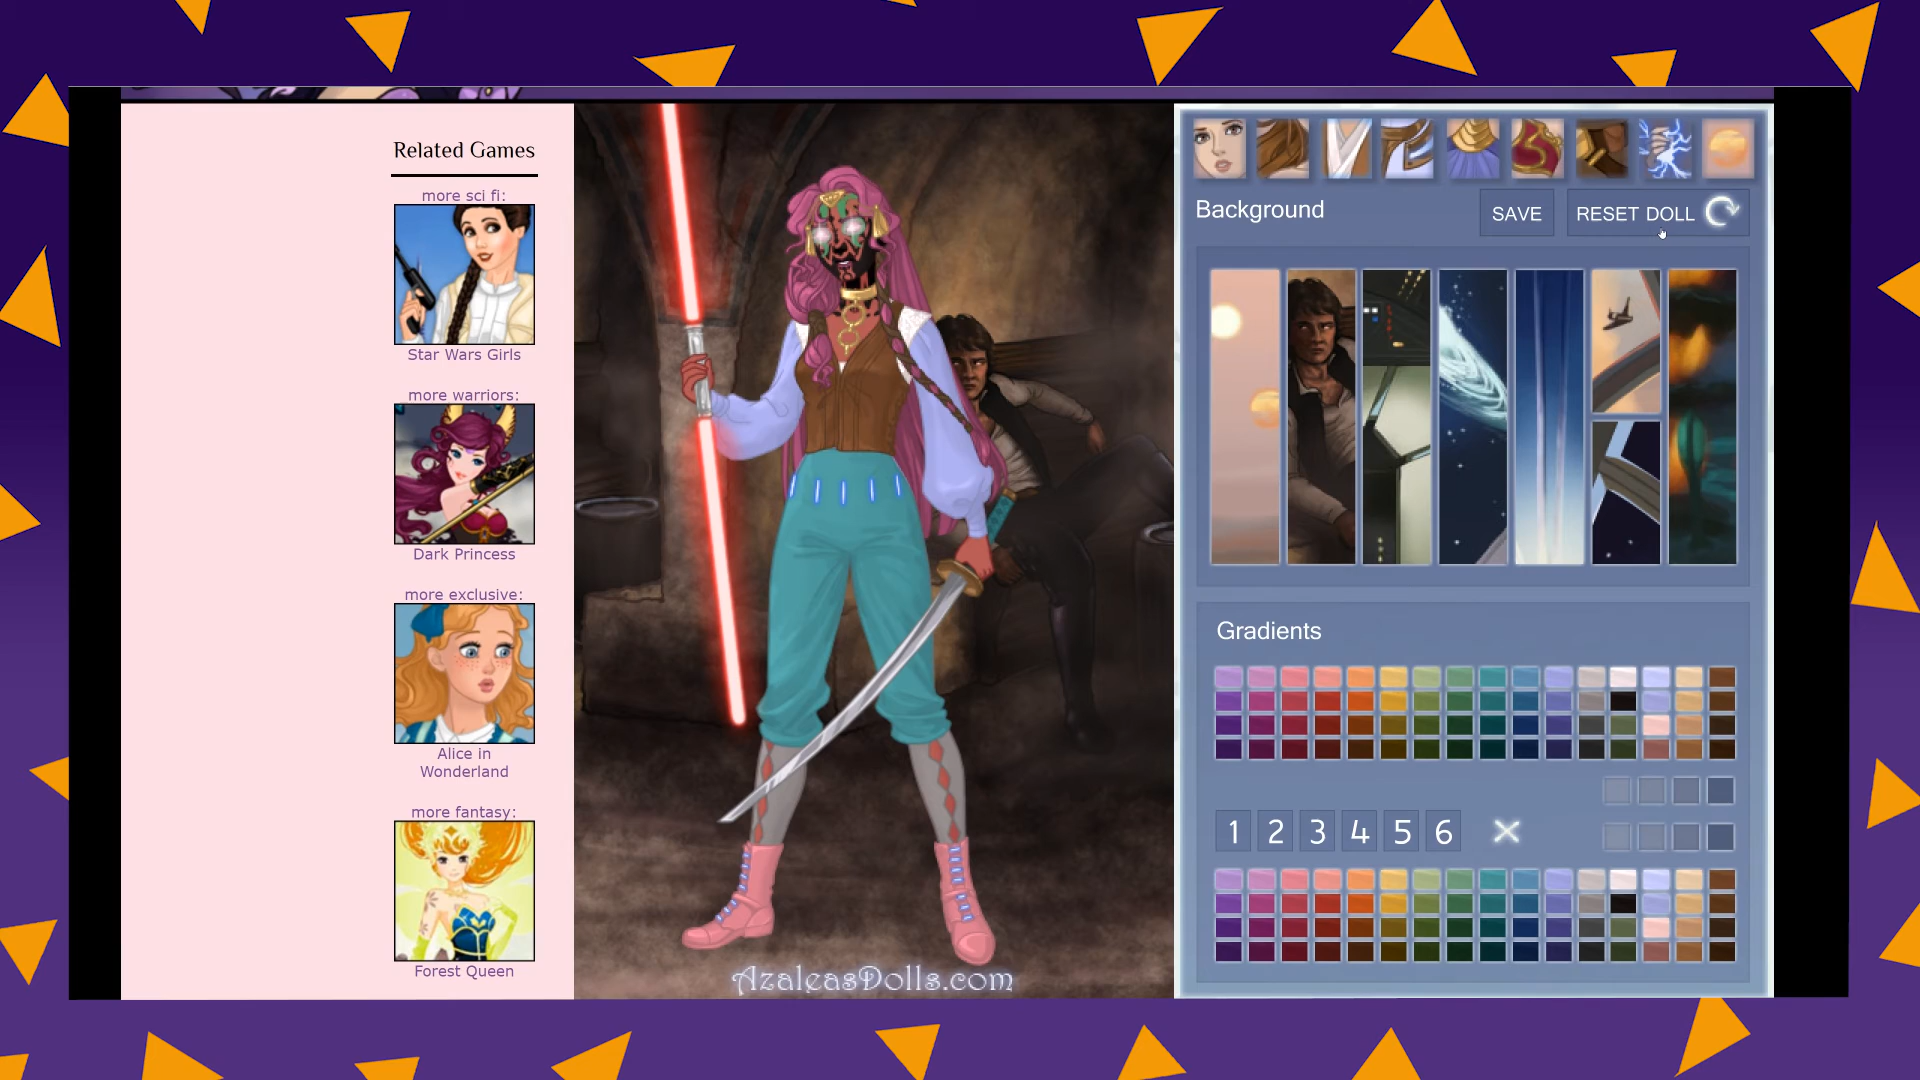 Related Games
more sci fi:
Star Wars Girls
more warriors:
Dark Princess
more exclusive:
Alice in
Wonderland
more fantasy:
Forest Queen
AzaleasDolls.com
Background
SAVE
RESET DOLL
Gradients
1 2 3 4 5 6